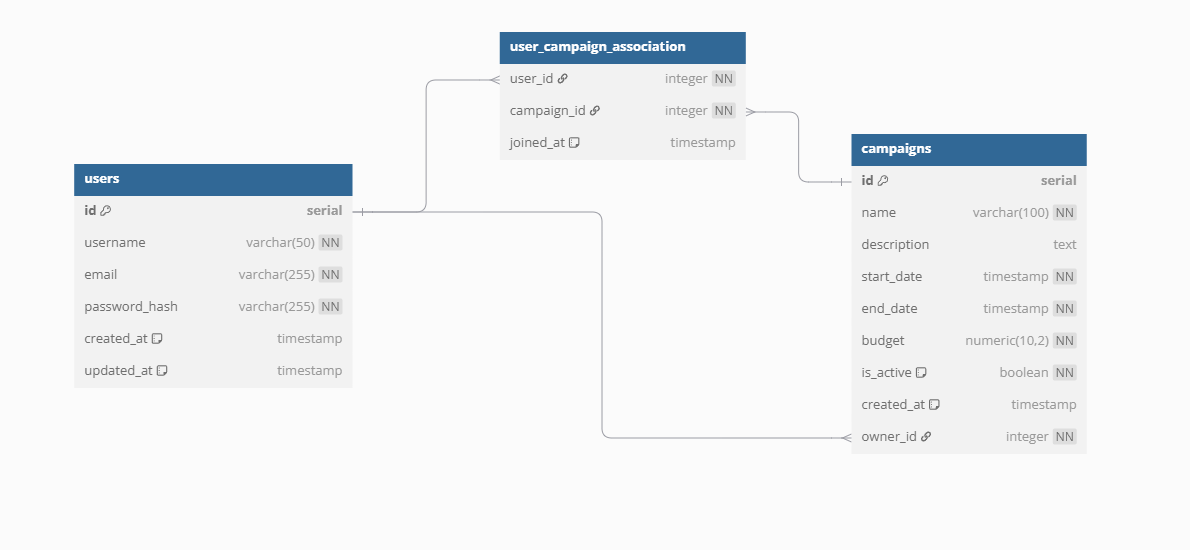 user_campaign_association
user_id integer NN
campaign_id integer NN
joined_at timestamp
users
id serial
username varchar(50) NN
email varchar(255) NN
password_hash varchar(255) NN
created_at timestamp
updated_at timestamp
campaigns
id serial
name varchar(100) NN
description text
start_date timestamp NN
end_date timestamp NN
budget numeric(10,2) NN
is_active boolean NN
created_at timestamp
owner_id integer NN